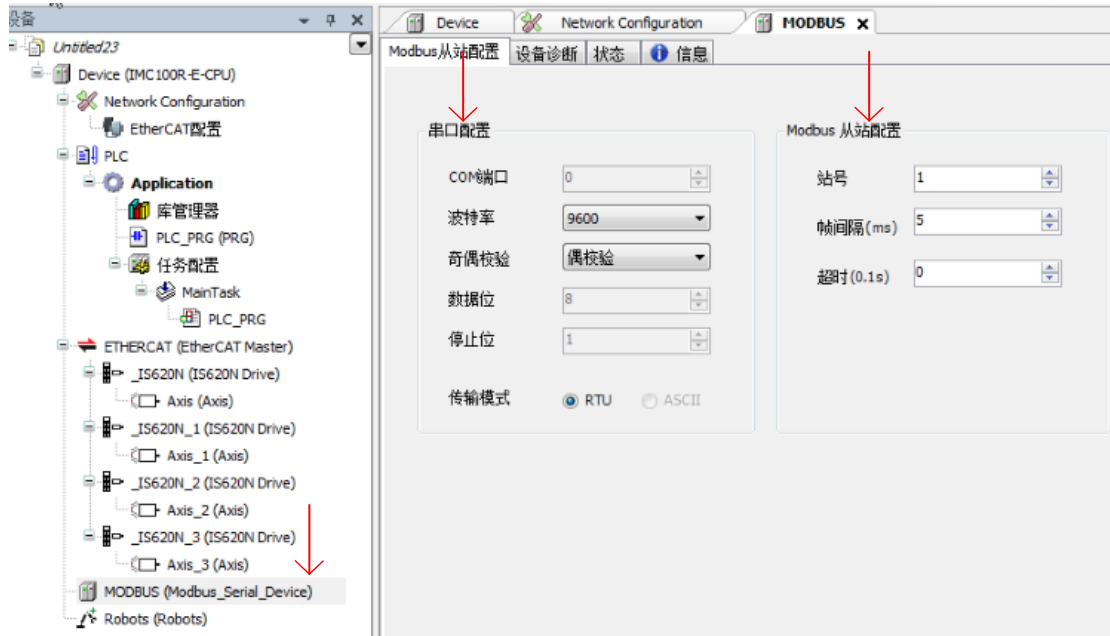 设备
Untitled23
Device (IMC100R-E-CPU)
Network Configuration
EtherCAT配置
PLC
Application
库管理器
PLC_PRG (PRG)
任务配置
MainTask
PLC_PRG
ETHERCAT (EtherCAT Master)
_IS620N (IS620N Drive)
Axis (Axis)
_IS620N_1 (IS620N Drive)
Axis_1 (Axis)
_IS620N_2 (IS620N Drive)
Axis_2 (Axis)
_IS620N_3 (IS620N Drive)
Axis_3 (Axis)
MODBUS (Modbus_Serial_Device)
Robots (Robots)
Device Network Configuration MODBUS
Modbus从站配置 设备诊断 状态 信息
串口配置
COM端口 0
波特率 9600
奇偶校验 偶校验
数据位 8
停止位 1
传输模式 RTU ASCII
Modbus 从站配置
站号 1
帧间隔(ms) 5
超时(0.1s) 0